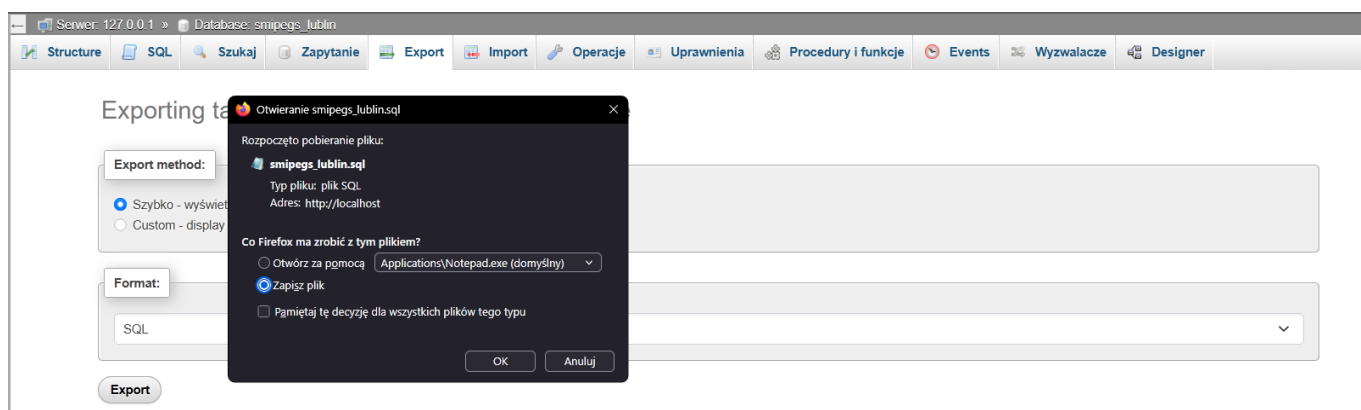 Serwer: 127.0.0.1 » Database: smipegs_lublin
Structure SQL Szukaj Zapytanie Export Import Operacje Uprawnienia Procedury i funkcje Events Wyzwalacze Designer
Exporting ta
Otwieranie smipegs_lublin.sql
Rozpoczęto pobieranie pliku:
smipegs_lublin.sql
Typ pliku: plik SQL
Adres: http://localhost
Co Firefox ma zrobić z tym plikiem?
Otwórz za pomocą Applications\Notepad.exe (domyślny)
Zapisz plik
Pamiętaj tę decyzję dla wszystkich plików tego typu
OK Anuluj
Export method:
Szybko - wyświet
Custom - display
Format:
SQL
Export